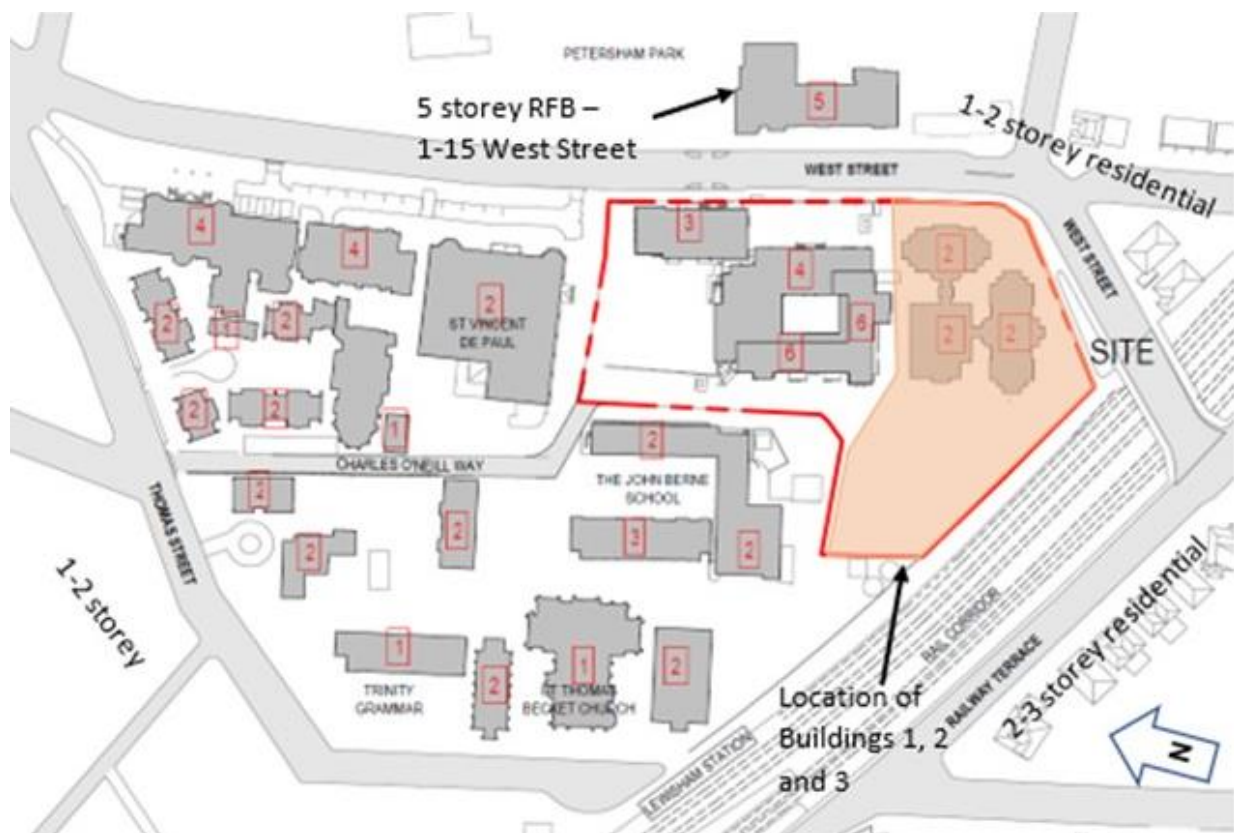 PETERSHAM PARK
5 storey RFB –
1-15 West Street
5
1-2 storey residential
WEST STREET
WEST STREET
4
4
3
2
4
2
2
2
2
6
6
2
2
ST VINCENT
DE PAUL
SITE
2
2
1
CHARLES O'NEILL WAY
2
THE JOHN BERNE
SCHOOL
2
2
3
2
2
THOMAS STREET
1-2 storey
1
2
1
2
TRINITY
GRAMMAR
ST THOMAS
BECKET CHURCH
Location of
Buildings 1, 2
and 3
LEWISHAM STATION
RAIL CORRIDOR
RAILWAY TERRACE
2-3 storey residential
N